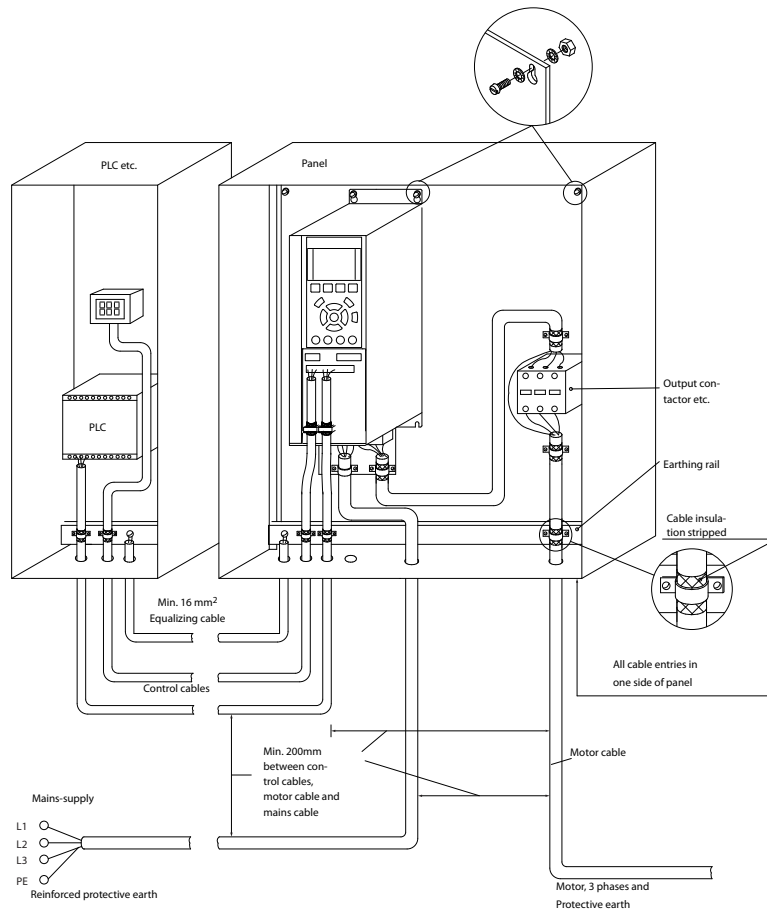 PLC etc.
Panel
PLC
Output con-
tactor etc.
Earthing rail
Cable insula-
tion stripped
Min. 16 mm²
Equalizing cable
Control cables
All cable entries in
one side of panel
Min. 200mm
between con-
trol cables,
motor cable and
mains cable
Motor cable
Mains-supply
L1
L2
L3
PE
Reinforced protective earth
Motor, 3 phases and
Protective earth